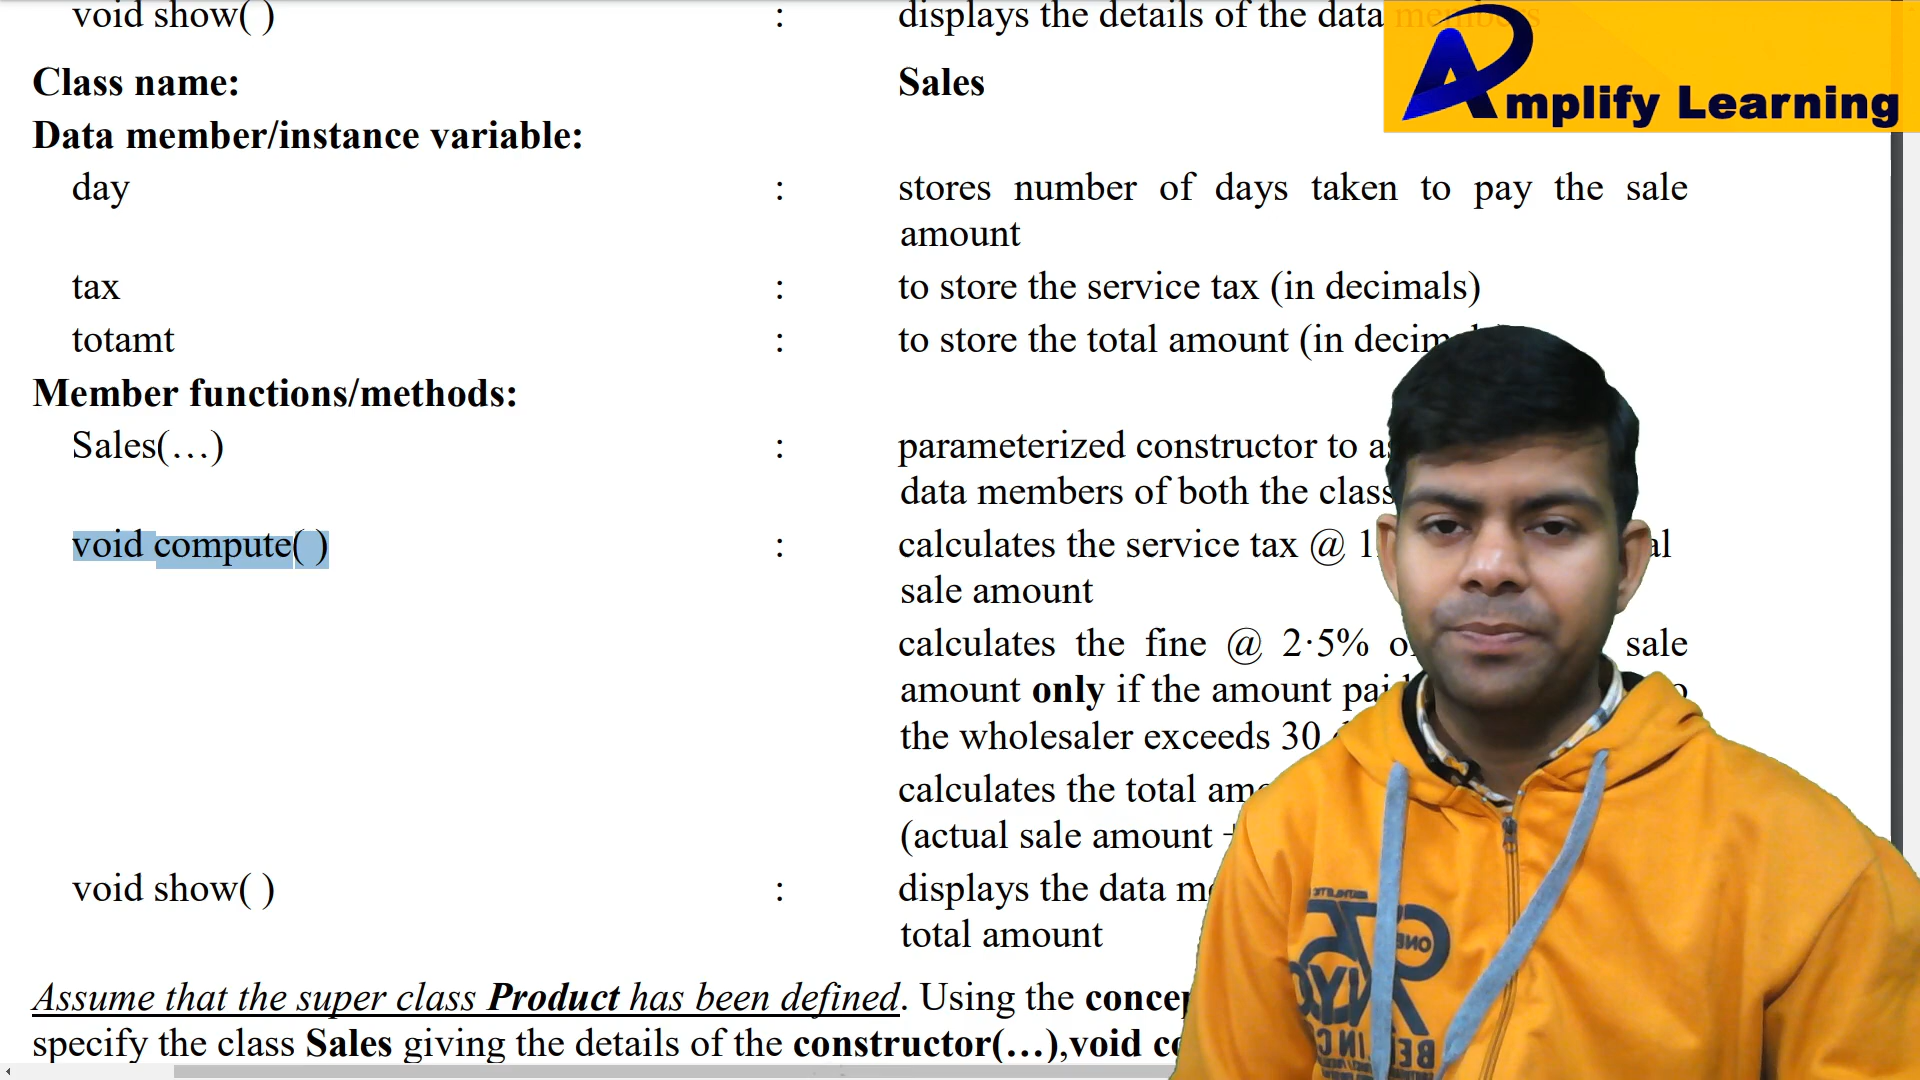 void show( ) : displays the details of the data members
Class name: Sales
Data member/instance variable:
day : stores number of days taken to pay the sale
amount
tax : to store the service tax (in decimals)
totamt : to store the total amount (in
Member functions/methods:
Sales(…) : parameterized constructor to
data members of both the
void compute( ) : calculates the service tax @
sale amount
calculates the fine @ 2·5% sale
amount only if the amount
the wholesaler exceeds 30
calculates the total
(actual sale amount
void show( ) : displays the data
total amount
Assume that the super class Product has been defined. Using the
specify the class Sales giving the details of the constructor(…),void
Amplify Learning